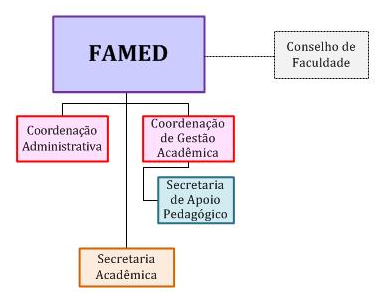 FAMED
Conselho de
Faculdade
Coordenação
Administrativa
Coordenação
de Gestão
Acadêmica
Secretaria
de Apoio
Pedagógico
Secretaria
Acadêmica